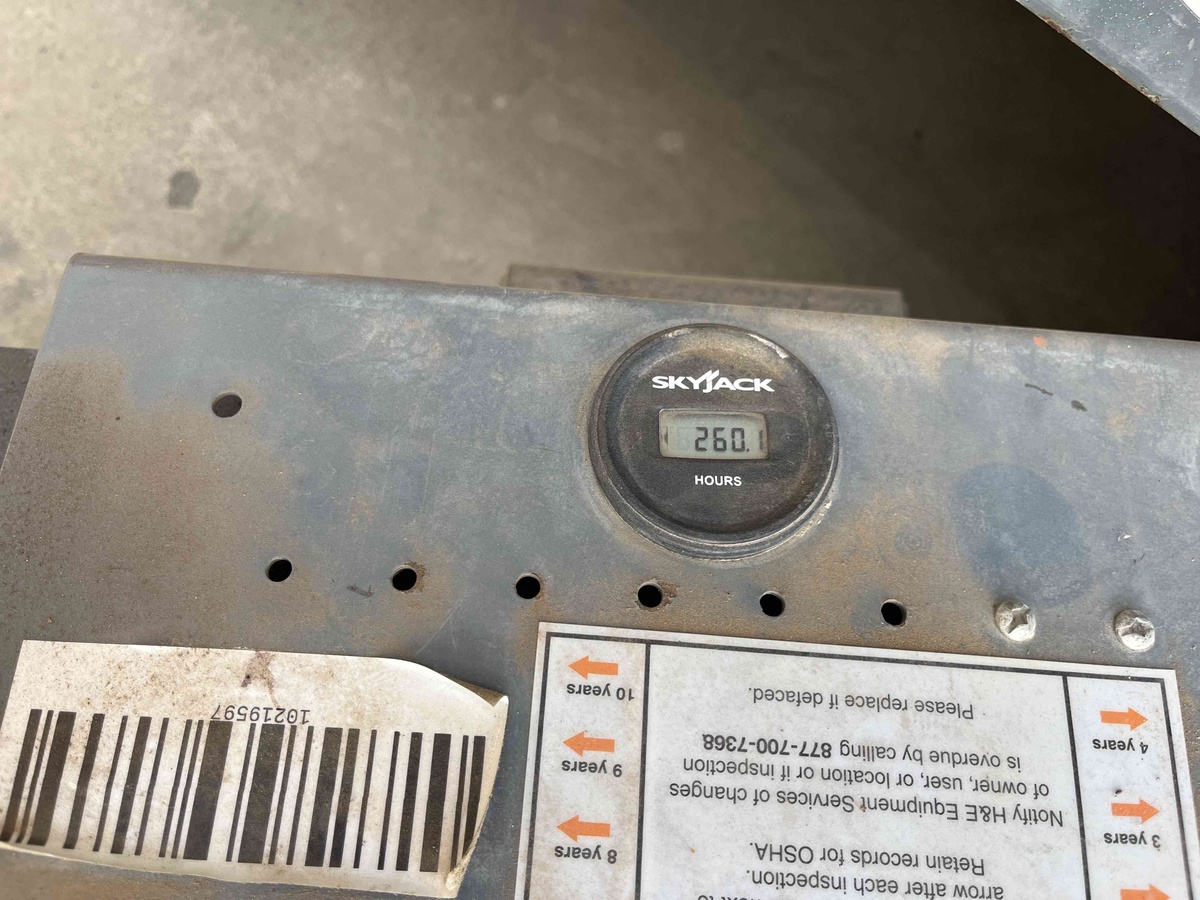 SKYJACK
260.1
HOURS
10219597
10 years
9 years
8 years
arrow after each inspection.
Retain records for OSHA.
Notify H&E Equipment Services of changes
of owner, user, or location or if inspection
is overdue by calling 877-700-7368.
Please replace if defaced.
3 years
4 years